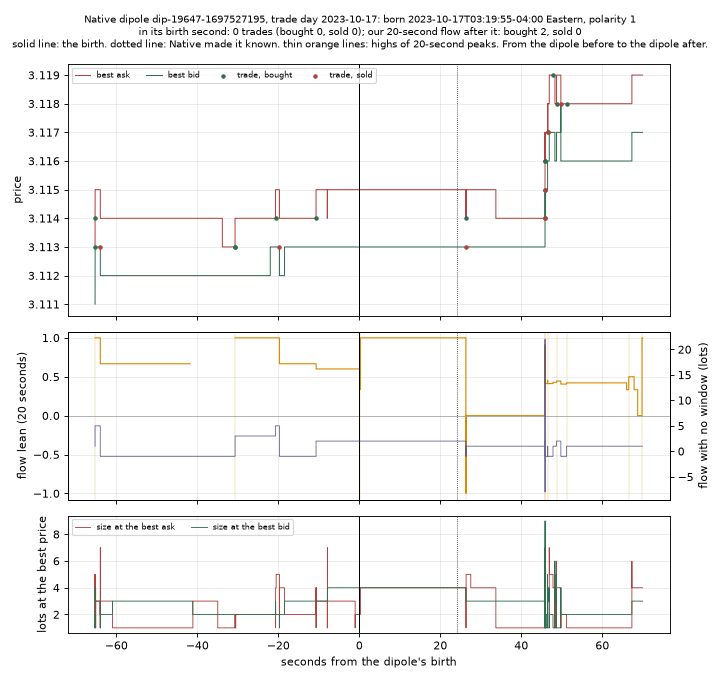 Native dipole dip-19647-1697527195, trade day 2023-10-17: born 2023-10-17T03:19:55-04:00 Eastern, polarity 1
in its birth second: 0 trades (bought 0, sold 0); our 20-second flow after it: bought 2, sold 0
solid line: the birth. dotted line: Native made it known. thin orange lines: highs of 20-second peaks. From the dipole before to the dipole after.
best ask
best bid
trade, bought
trade, sold
3.119
3.118
3.117
3.116
3.115
3.114
3.113
3.112
3.111
price
1.0
0.5
0.0
−0.5
−1.0
flow lean (20 seconds)
20
15
10
5
0
−5
flow with no window (lots)
size at the best ask
size at the best bid
8
6
4
2
lots at the best price
−60
−40
−20
0
20
40
60
seconds from the dipole's birth